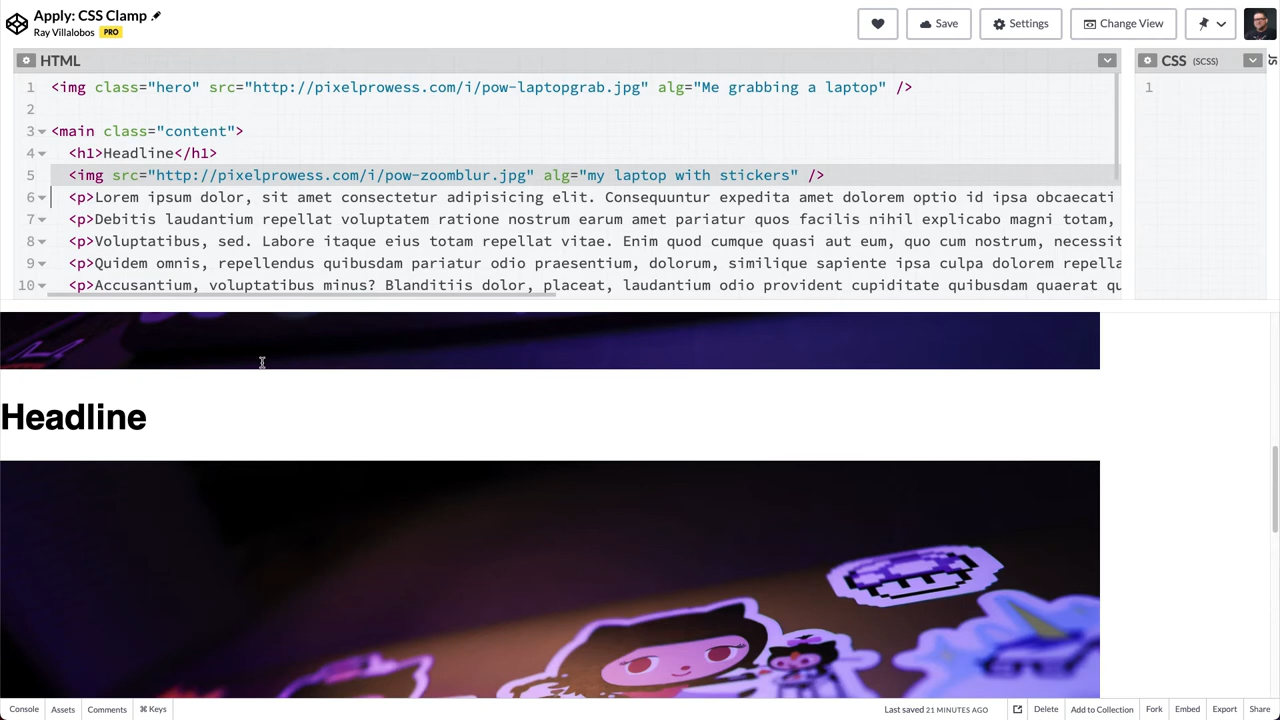 Apply: CSS Clamp
Ray Villalobos PRO
Save
Settings
Change View
HTML
CSS (SCSS)
JS
1 <img class="hero" src="http://pixelprowess.com/i/pow-laptopgrab.jpg" alg="Me grabbing a laptop" />
2
3 <main class="content">
4 <h1>Headline</h1>
5 <img src="http://pixelprowess.com/i/pow-zoomblur.jpg" alg="my laptop with stickers" />
6 <p>Lorem ipsum dolor, sit amet consectetur adipisicing elit. Consequuntur expedita amet dolorem optio id ipsa obcaecati
7 <p>Debitis laudantium repellat voluptatem ratione nostrum earum amet pariatur quos facilis nihil explicabo magni totam,
8 <p>Voluptatibus, sed. Labore itaque eius totam repellat vitae. Enim quod cumque quasi aut eum, quo cum nostrum, necessit
9 <p>Quidem omnis, repellendus quibusdam pariatur odio praesentium, dolorum, similique sapiente ipsa culpa dolorem repella
10 <p>Accusantium, voluptatibus minus? Blanditiis dolor, placeat, laudantium odio provident cupiditate quibusdam quaerat qu
1
Headline
Console Assets Comments ⌘ Keys
Last saved 21 MINUTES AGO
Delete Add to Collection Fork Embed Export Share